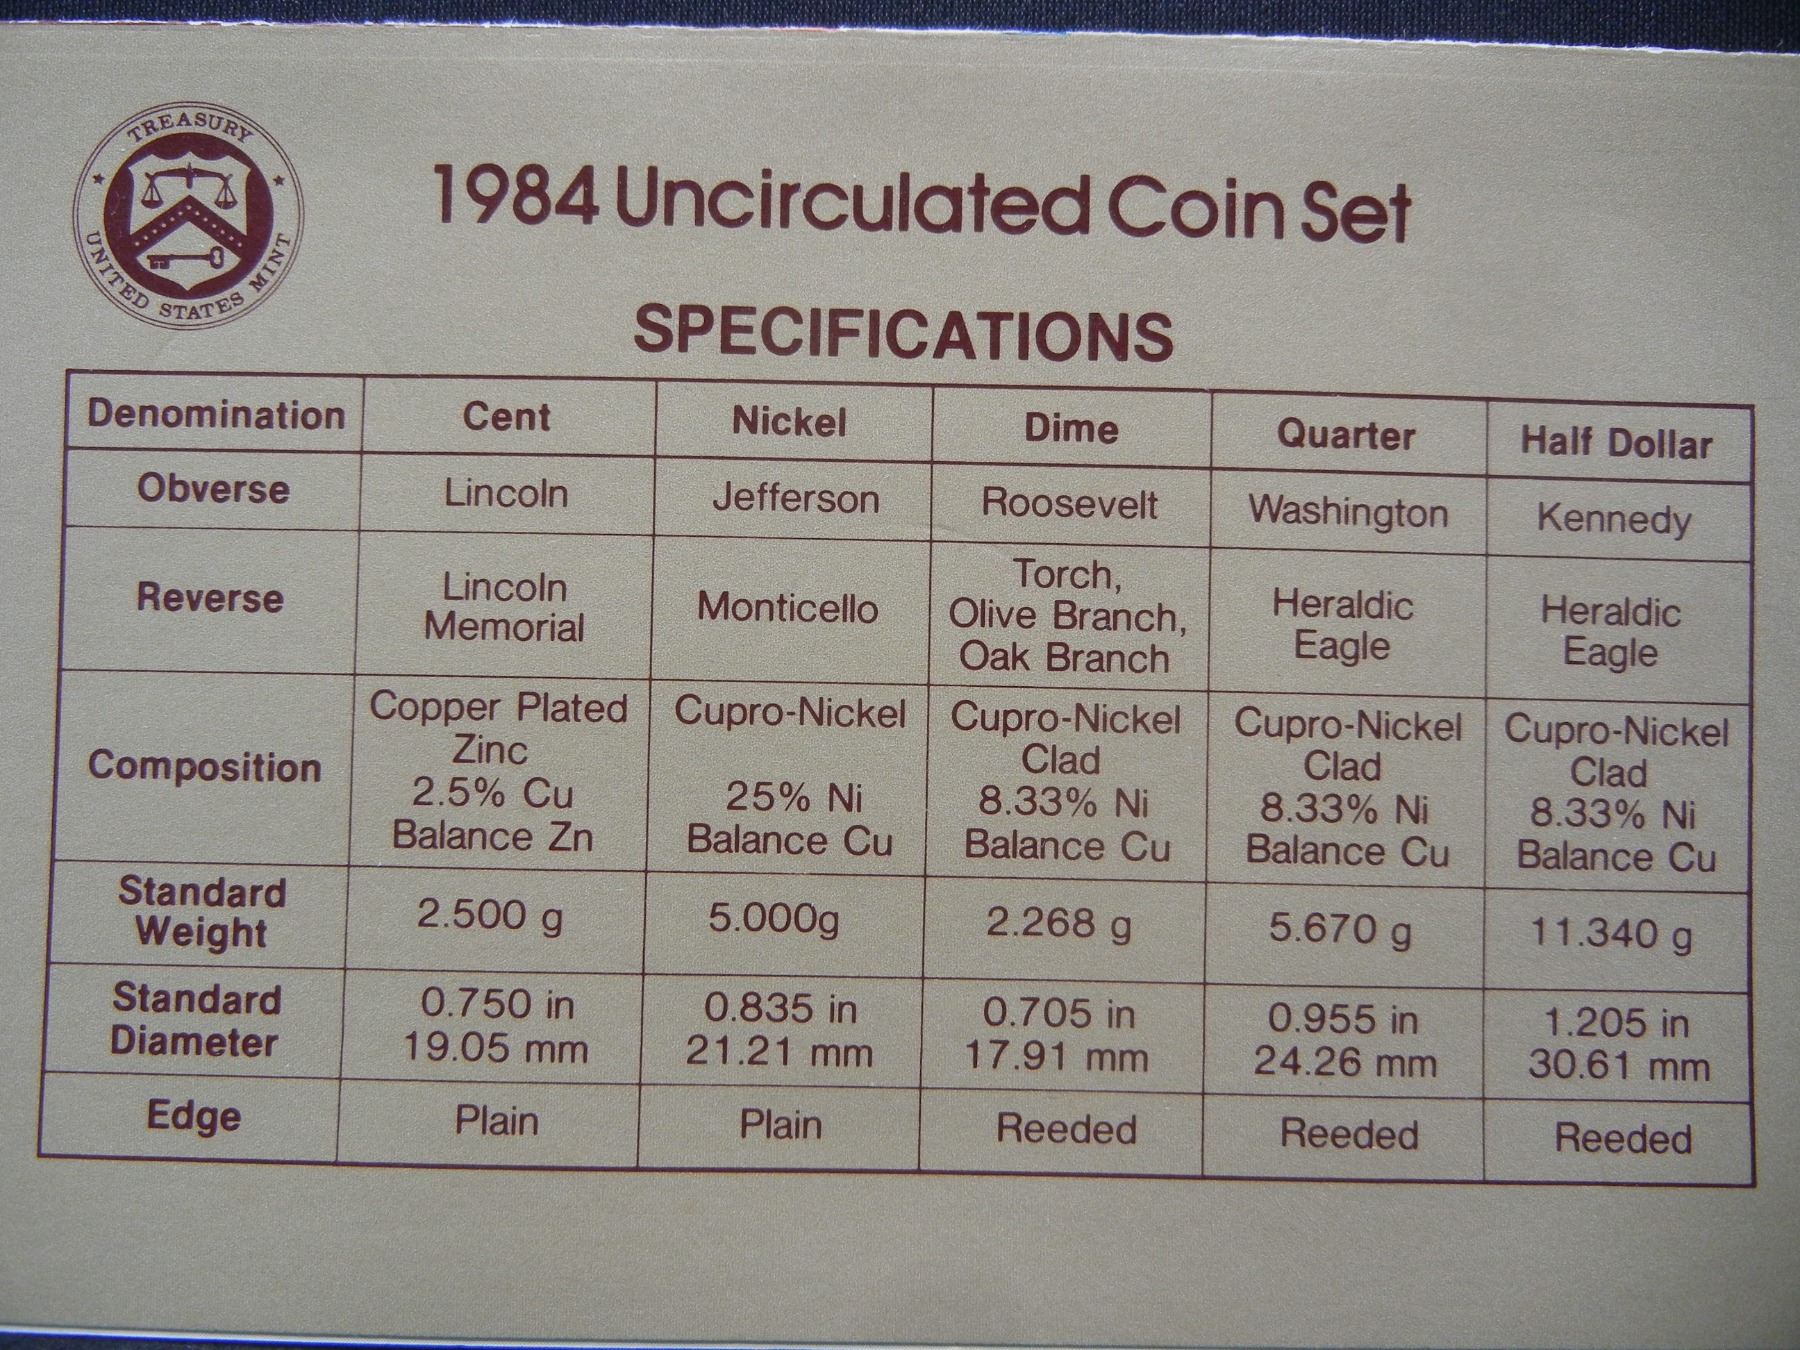 TREASURY
UNITED STATES MINT
1984 Uncirculated Coin Set
SPECIFICATIONS
Denomination Cent Nickel Dime Quarter Half Dollar
Obverse Lincoln Jefferson Roosevelt Washington Kennedy
Reverse Lincoln Memorial Monticello Torch, Olive Branch, Oak Branch Heraldic Eagle Heraldic Eagle
Composition Copper Plated Zinc 2.5% Cu Balance Zn Cupro-Nickel 25% Ni Balance Cu Cupro-Nickel Clad 8.33% Ni Balance Cu Cupro-Nickel Clad 8.33% Ni Balance Cu Cupro-Nickel Clad 8.33% Ni Balance Cu
Standard Weight 2.500 g 5.000g 2.268 g 5.670 g 11.340 g
Standard Diameter 0.750 in 19.05 mm 0.835 in 21.21 mm 0.705 in 17.91 mm 0.955 in 24.26 mm 1.205 in 30.61 mm
Edge Plain Plain Reeded Reeded Reeded